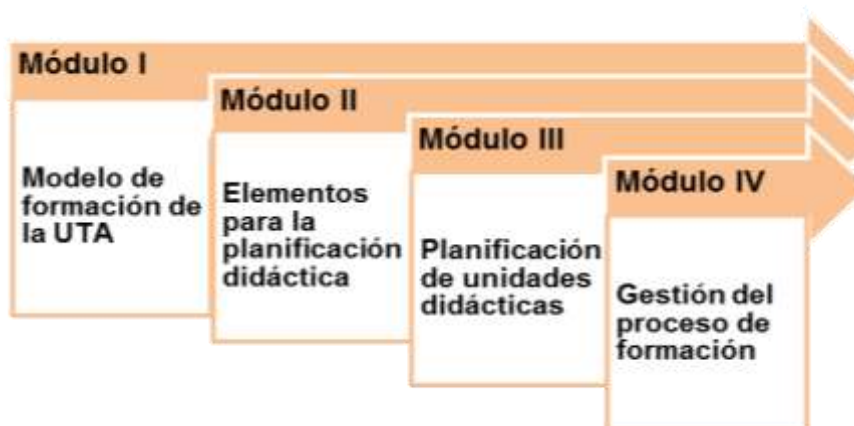 Módulo I
Modelo de
formación de
la UTA
Módulo II
Elementos
para la
planificación
didáctica
Módulo III
Planificación
de unidades
didácticas
Módulo IV
Gestión del
proceso de
formación